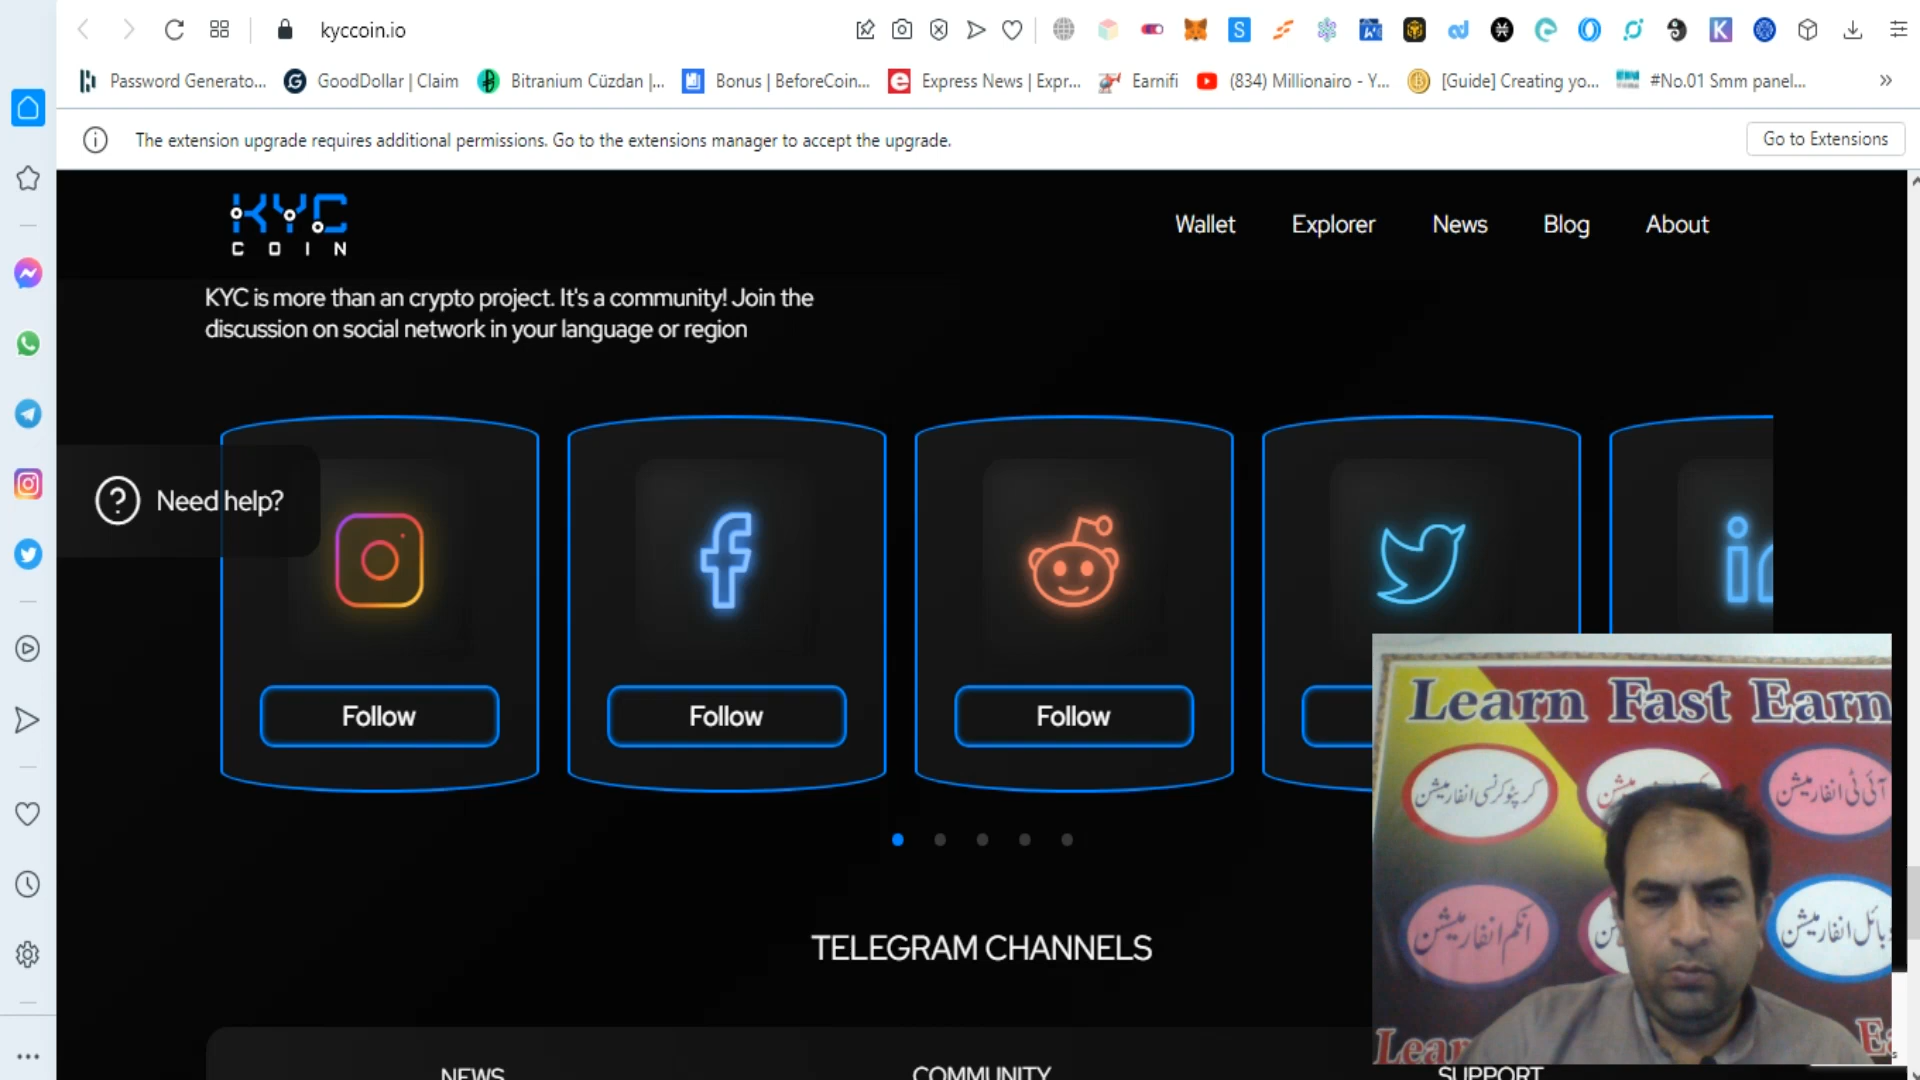 kyccoin.io
Password Generato... GoodDollar | Claim Bitranium Cüzdan |... Bonus | BeforeCoin... Express News | Expr... Earnifi (834) Millionairo - Y... [Guide] Creating yo... #No.01 Smm panel...
The extension upgrade requires additional permissions. Go to the extensions manager to accept the upgrade.
Go to Extensions
KYC
COIN
Wallet Explorer News Blog About
KYC is more than an crypto project. It's a community! Join the
discussion on social network in your language or region
Need help?
Follow Follow Follow
Learn Fast Earn
کرپٹوکرنسی انفارمیشن
آئی ٹی انفارمیشن
انکم انفارمیشن
TELEGRAM CHANNELS
NEWS COMMUNITY SUPPORT